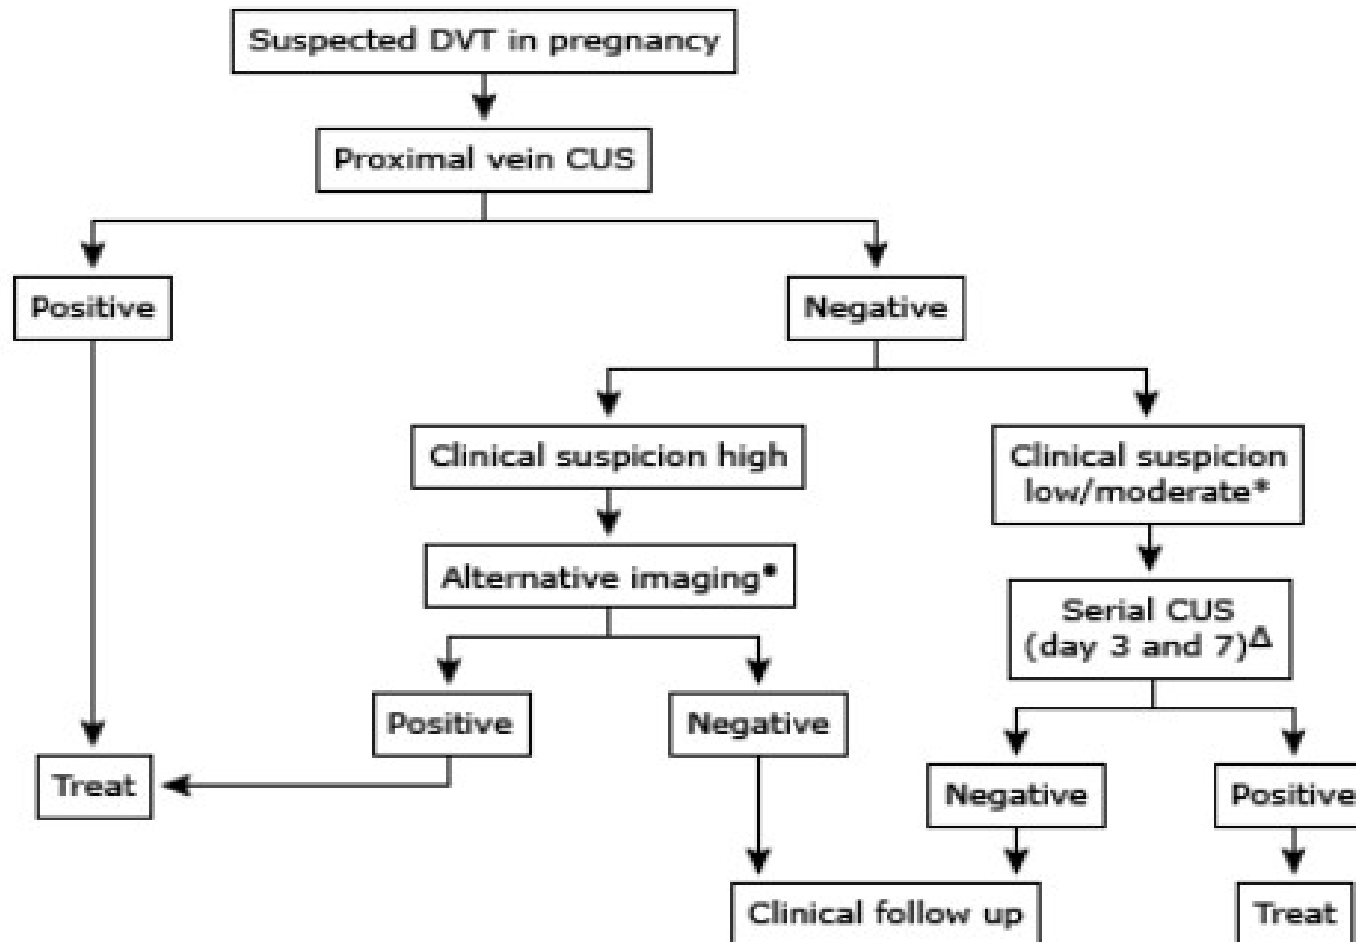 Suspected DVT in pregnancy
Proximal vein CUS
Positive
Negative
Clinical suspicion high
Clinical suspicion
low/moderate*
Alternative imaging•
Serial CUS
(day 3 and 7)Δ
Positive
Negative
Negative
Positive
Treat
Clinical follow up
Treat